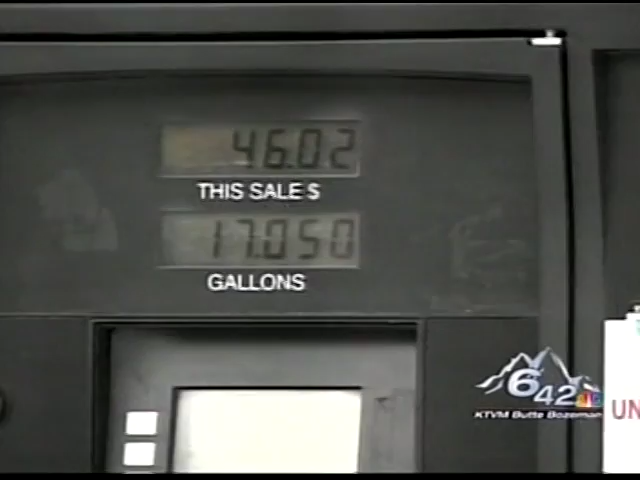 46.02
THIS SALE $
17.050
GALLONS
6 42
KTVM Butte Bozeman
UN